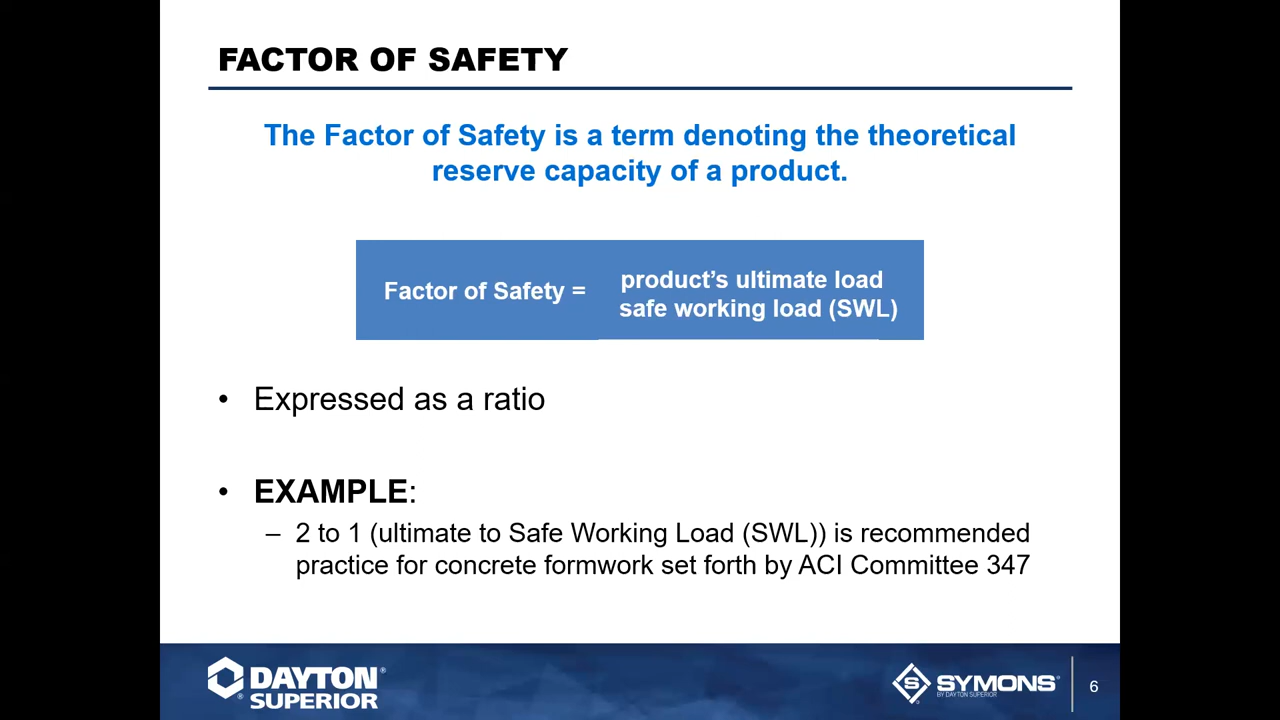 FACTOR OF SAFETY
The Factor of Safety is a term denoting the theoretical
reserve capacity of a product.
Factor of Safety =
product’s ultimate load
safe working load (SWL)
• Expressed as a ratio
• EXAMPLE:
– 2 to 1 (ultimate to Safe Working Load (SWL)) is recommended
practice for concrete formwork set forth by ACI Committee 347
DAYTON®
®SUPERIOR
S SYMONS®
BY DAYTON SUPERIOR
6